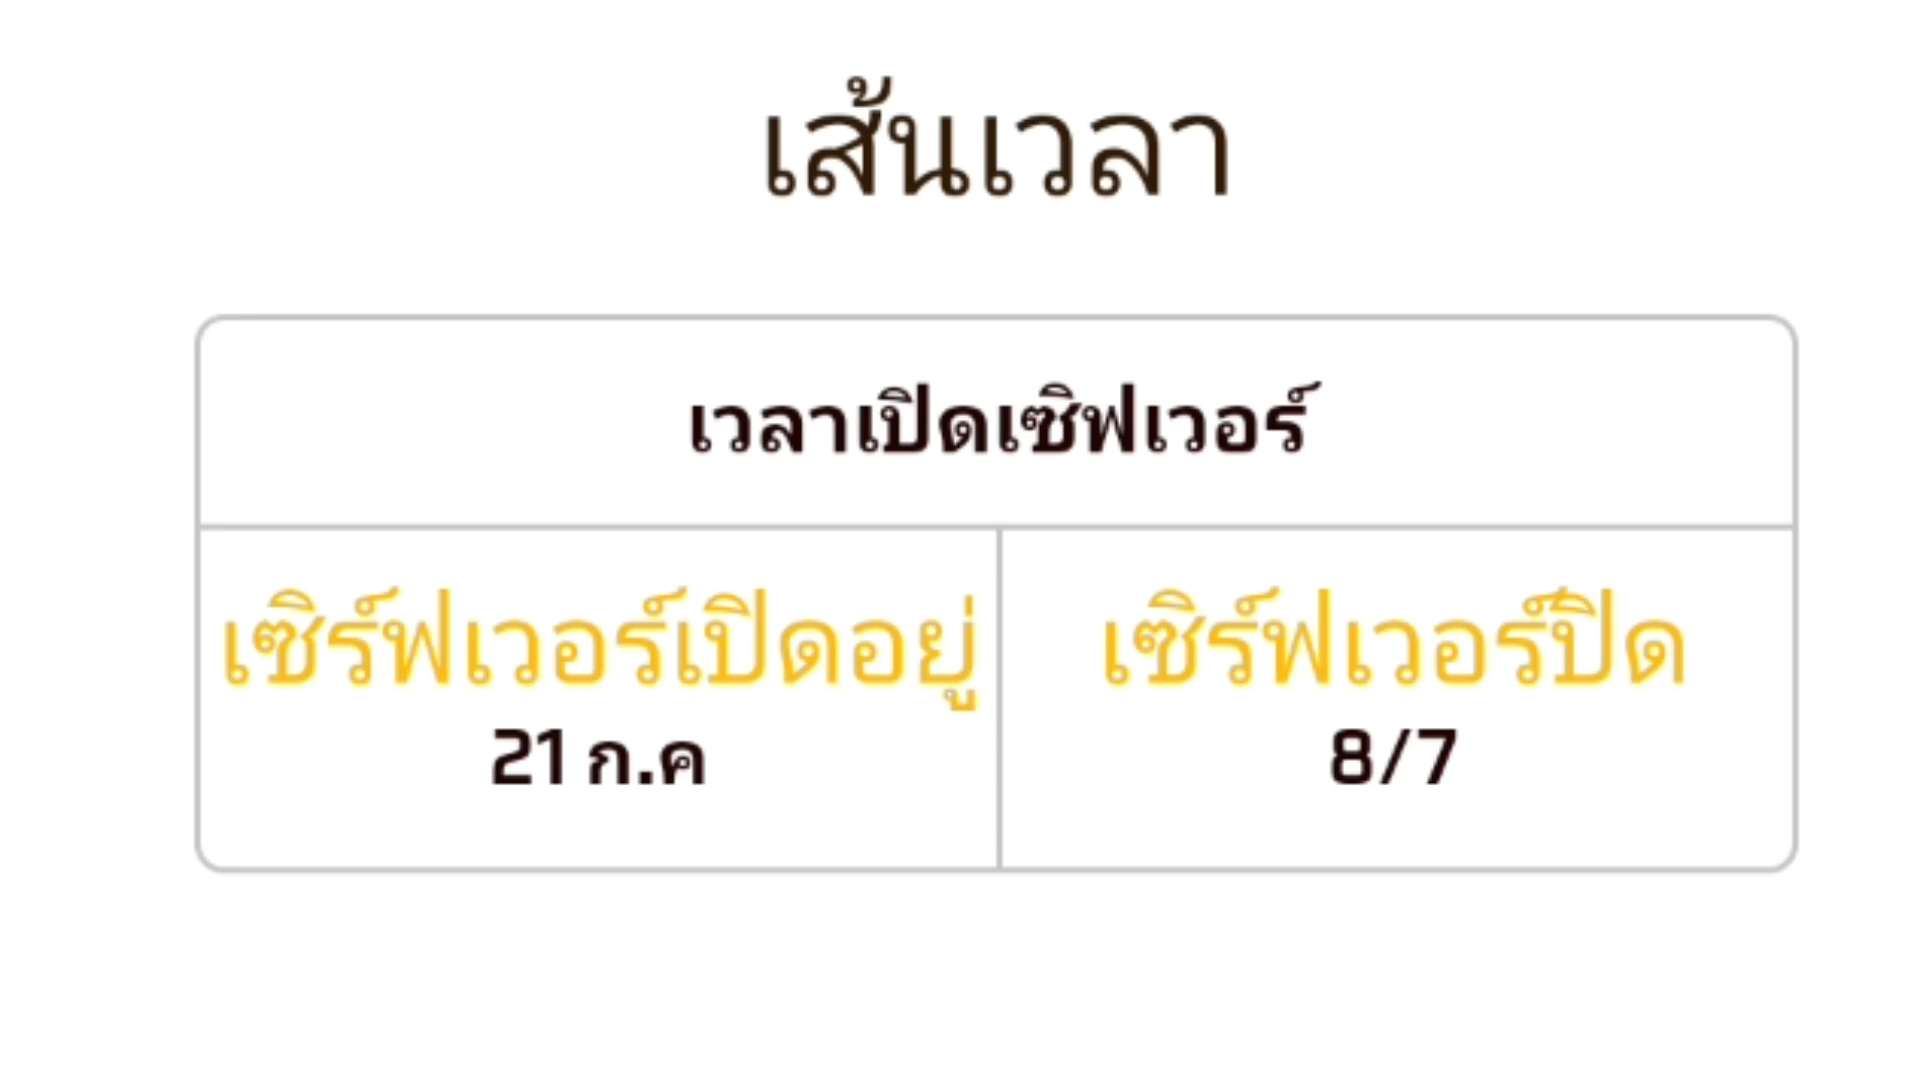 เส้นเวลา
เวลาเปิดเซิฟเวอร์
เซิร์ฟเวอร์เปิดอยู่
21 ก.ค
เซิร์ฟเวอร์ปิด
8/7